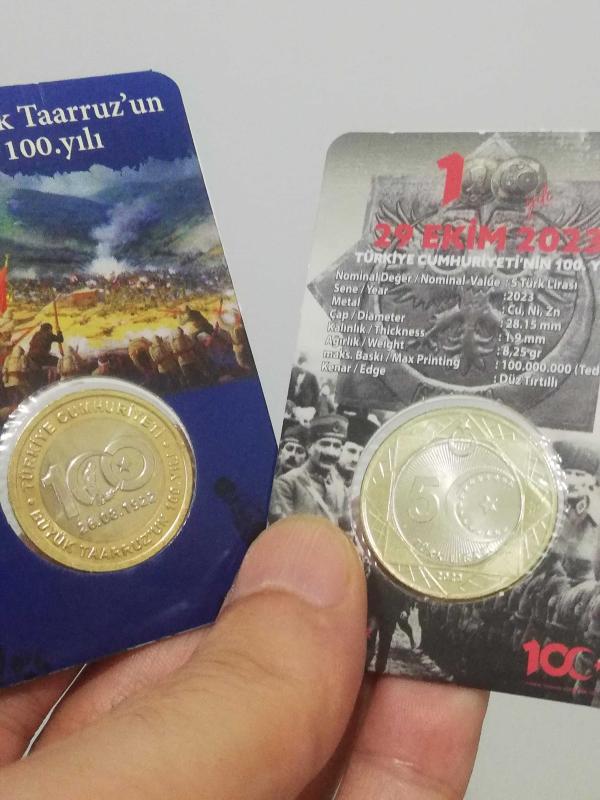 k Taarruz'un
100.yılı
TÜRKİYE CUMHURİYETİ
100
26.08.1922
BÜYÜK TAARRUZ'UN 100. YILI
100
yılı
29 EKİM 2023
TÜRKİYE CUMHURİYETİ'NİN 100. Y
Nominal Değer / Nominal-Value : 5 Türk Lirası
Sene / Year : 2023
Metal : Cu, Ni, Zn
Çap / Diameter : 28.15 mm
Kalınlık / Thickness : 1.9 mm
Ağırlık / Weight : 8,25 gr
maks. Baskı / Max Printing : 100.000.000 (Ted
Kenar / Edge : Düz Tırtıllı
5
2023
100